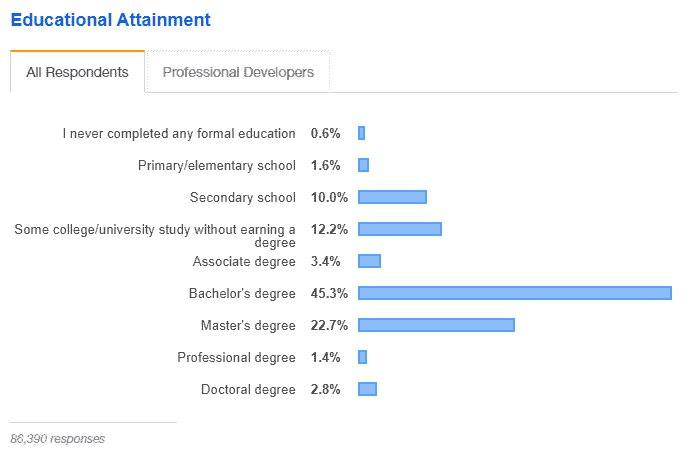 Educational Attainment
All Respondents
Professional Developers
I never completed any formal education 0.6%
Primary/elementary school 1.6%
Secondary school 10.0%
Some college/university study without earning a 12.2%
degree
Associate degree 3.4%
Bachelor's degree 45.3%
Master's degree 22.7%
Professional degree 1.4%
Doctoral degree 2.8%
86,390 responses